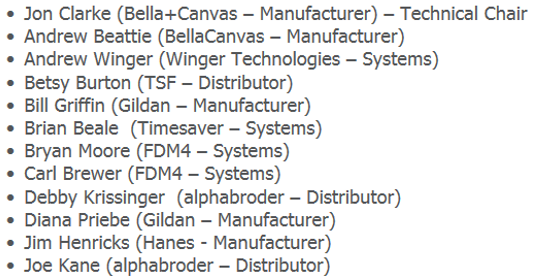 • Jon Clarke (Bella+Canvas – Manufacturer) – Technical Chair
• Andrew Beattie (BellaCanvas – Manufacturer)
• Andrew Winger (Winger Technologies – Systems)
• Betsy Burton (TSF – Distributor)
• Bill Griffin (Gildan – Manufacturer)
• Brian Beale  (Timesaver – Systems)
• Bryan Moore (FDM4 – Systems)
• Carl Brewer (FDM4 – Systems)
• Debby Krissinger  (alphabroder – Distributor)
• Diana Priebe (Gildan – Manufacturer)
• Jim Henricks (Hanes - Manufacturer)
• Joe Kane (alphabroder – Distributor)